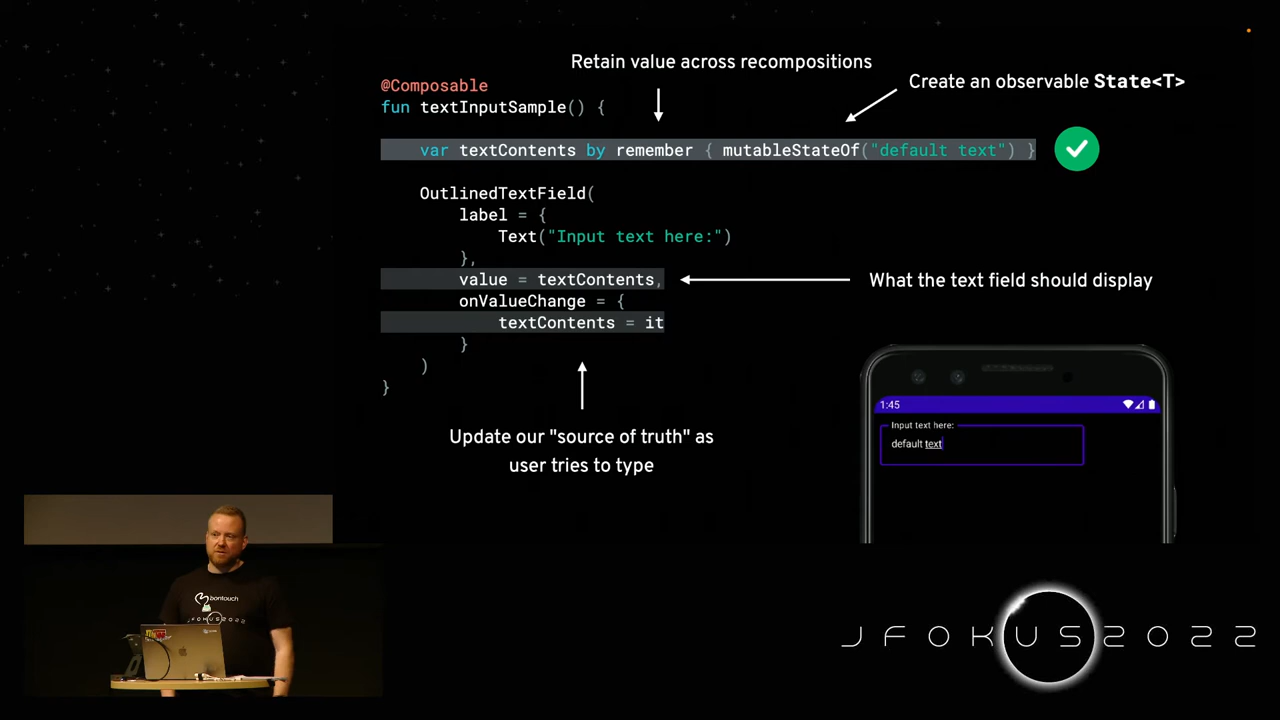 Retain value across recompositions
Create an observable State<T>
@Composable
fun textInputSample() {
var textContents by remember { mutableStateOf("default text") }
OutlinedTextField(
label = {
Text("Input text here:")
},
value = textContents,
What the text field should display
onValueChange = {
textContents = it
}
)
}
Update our "source of truth" as
user tries to type
1:45
Input text here:
default text
bontouch
JFOKUS2022
JFOKUS2022